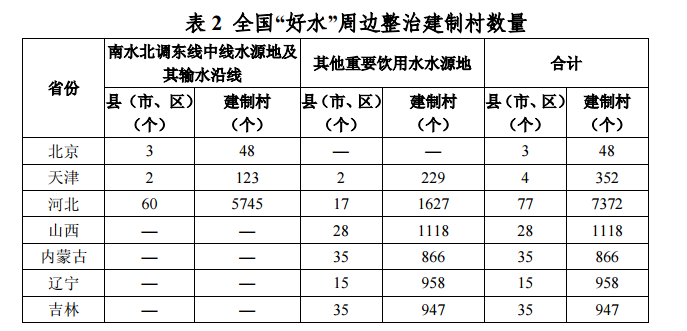 表 2 全国“好水”周边整治建制村数量
省份 南水北调东线中线水源地及其输水沿线 其他重要饮用水水源地 合计
县（市、区）（个） 建制村（个） 县（市、区）（个） 建制村（个） 县（市、区）（个） 建制村（个）
北京 3 48 — — 3 48
天津 2 123 2 229 4 352
河北 60 5745 17 1627 77 7372
山西 — — 28 1118 28 1118
内蒙古 — — 35 866 35 866
辽宁 — — 15 958 15 958
吉林 — — 35 947 35 947